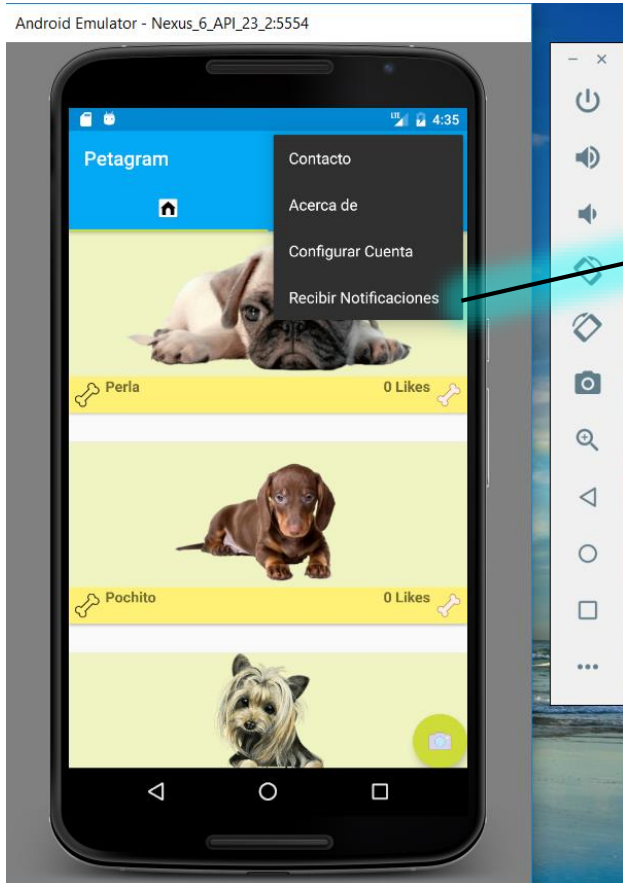 Android Emulator - Nexus_6_API_23_2:5554
LTE 4:35
Petagram
Contacto
Acerca de
Configurar Cuenta
Recibir Notificaciones
Perla 0 Likes
Pochito 0 Likes